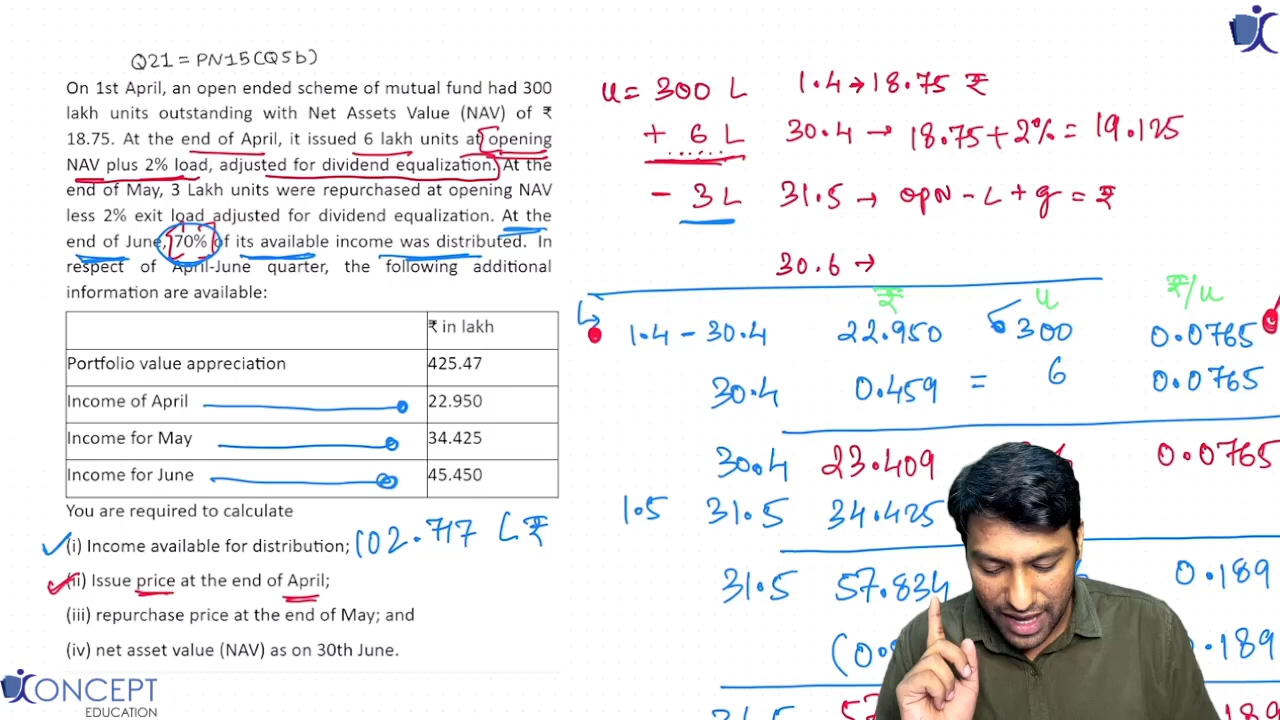 Q21 = PN15(Q5b)
On 1st April, an open ended scheme of mutual fund had 300
lakh units outstanding with Net Assets Value (NAV) of ₹
18.75. At the end of April, it issued 6 lakh units at opening
NAV plus 2% load, adjusted for dividend equalization. At the
end of May, 3 Lakh units were repurchased at opening NAV
less 2% exit load adjusted for dividend equalization. At the
end of June, 70% of its available income was distributed. In
respect of April-June quarter, the following additional
information are available:
₹ in lakh
Portfolio value appreciation 425.47
Income of April 22.950
Income for May 34.425
Income for June 45.450
You are required to calculate
(i) Income available for distribution; 102.717 L ₹
(ii) Issue price at the end of April;
(iii) repurchase price at the end of May; and
(iv) net asset value (NAV) as on 30th June.
CONCEPT
EDUCATION
u = 300 L 1.4 → 18.75 ₹
+ 6 L 30.4 → 18.75 + 2% = 19.125
- 3 L 31.5 → opN - L + g = ₹
30.6 →
₹ u ₹/u
1.4 - 30.4 22.950 300 0.0765
30.4 0.459 = 6 0.0765
30.4 23.409 0.0765
1.5 31.5 34.425
31.5 57.834 0.189
(0. .189
31.5 57 189